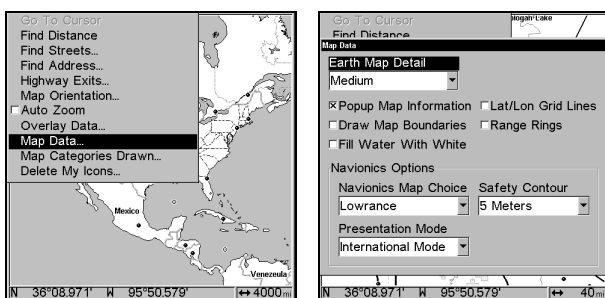 Go To Cursor
Find Distance
Find Streets...
Find Address...
Highway Exits...
Map Orientation...
Auto Zoom
Overlay Data...
Map Data...
Map Categories Drawn...
Delete My Icons...
Mexico
Venezuela
N 36°08.971' W 95°50.579' ↔ 4000 mi
Go To Cursor
Find Distance
Map Data
Earth Map Detail
Medium
Popup Map Information Lat/Lon Grid Lines
Draw Map Boundaries Range Rings
Fill Water With White
Navionics Options
Navionics Map Choice Safety Contour
Lowrance 5 Meters
Presentation Mode
International Mode
N 36°08.971' W 95°50.579' ↔ 40 mi